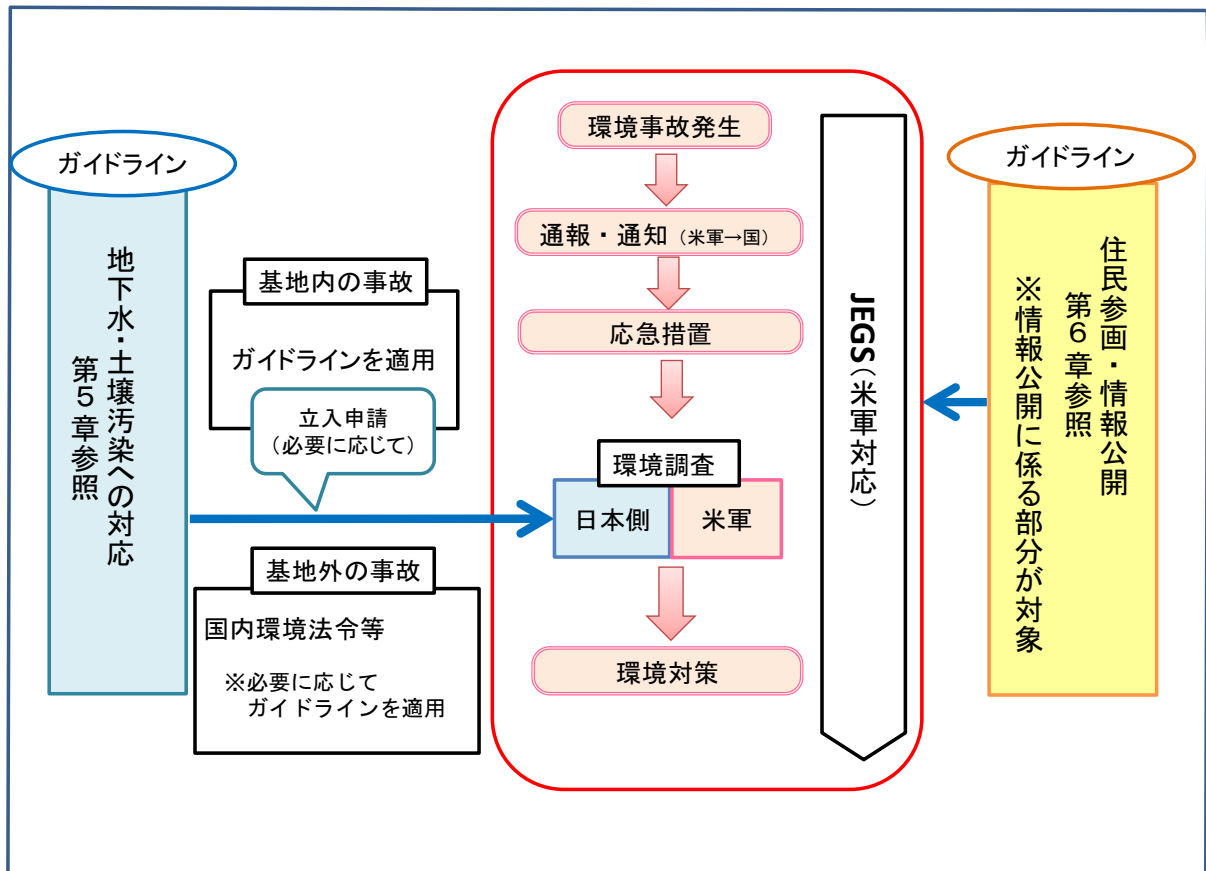 ガイドライン
地下水・土壌汚染への対応
第5章参照
基地内の事故
ガイドラインを適用
立入申請
（必要に応じて）
基地外の事故
国内環境法令等
※必要に応じて
ガイドラインを適用
環境事故発生
通報・通知（米軍→国）
応急措置
環境調査
日本側
米軍
環境対策
JEGS（米軍対応）
ガイドライン
住民参画・情報公開
第6章参照
※情報公開に係る部分が対象